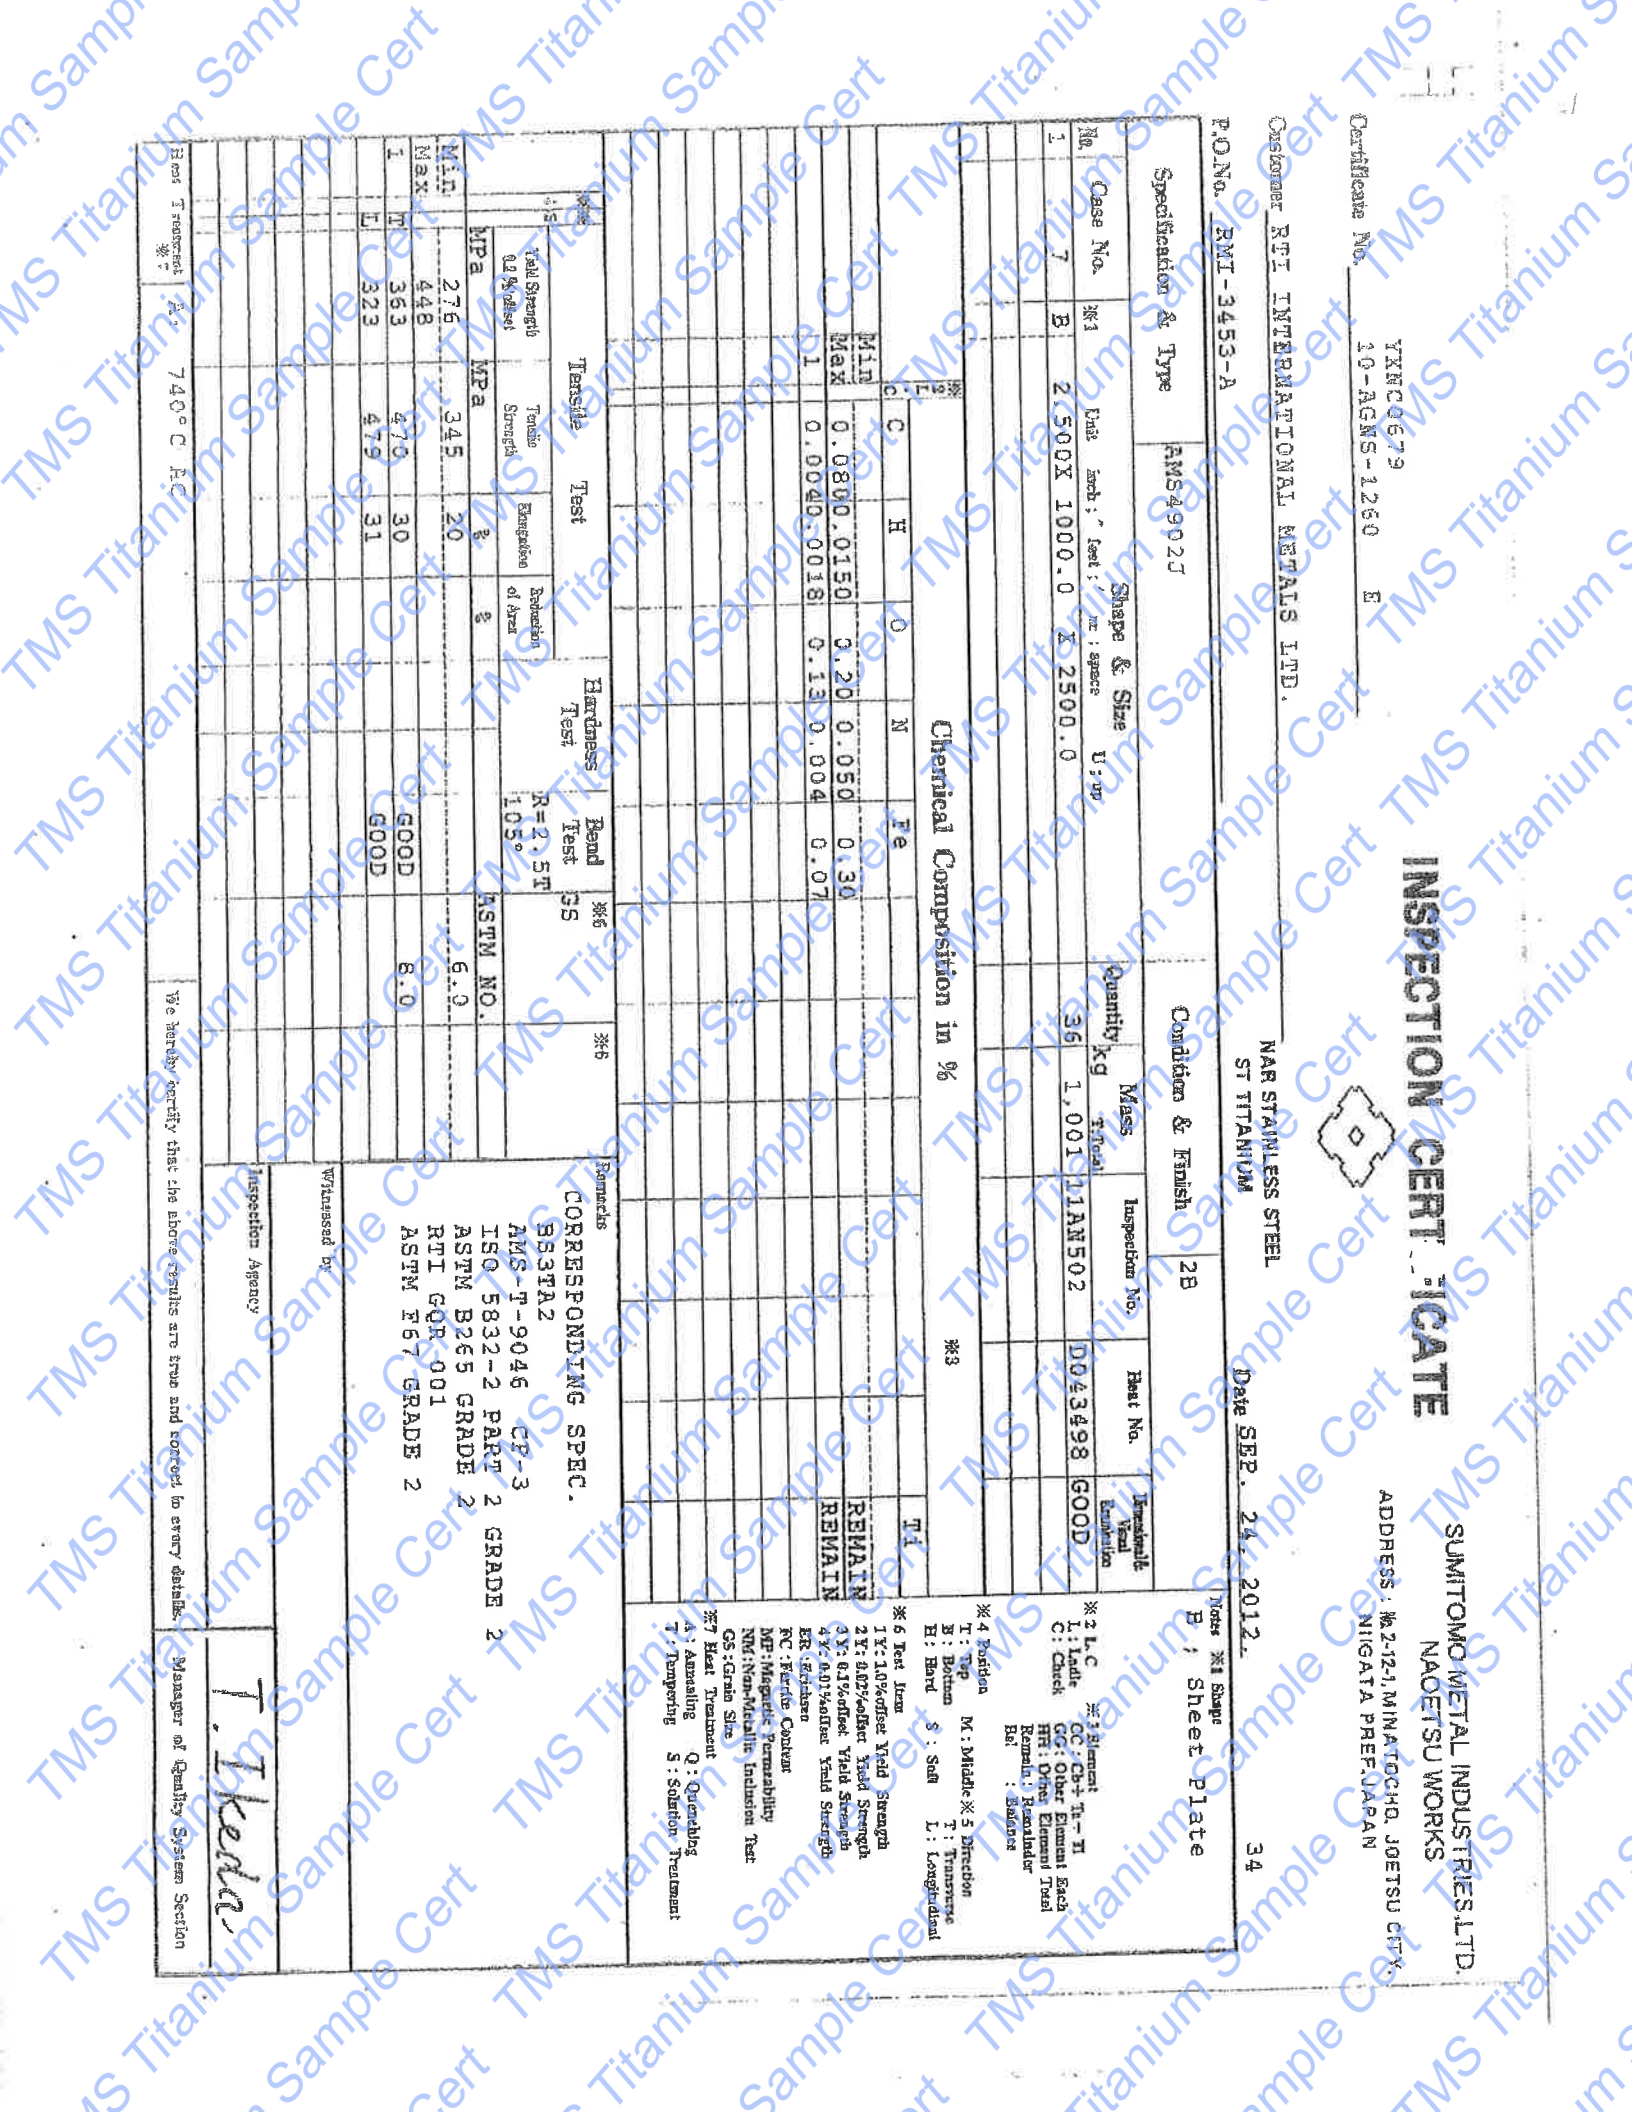 YXNC0679
Certificate No. 10-AGNS-1260 E
INSPECTION CERTIFICATE
SUMITOMO METAL INDUSTRIES,LTD.
NAOETSU WORKS
ADDRESS : № 2-12-1, MINATOCHO, JOETSU CITY,
NIIGATA PREF. JAPAN
Customer RTI INTERNATIONAL METALS LTD.
NAR STAINLESS STEEL
ST TITANIUM
P.O.No. RMI-3453-A
Date SEP. 24, 2012.
34
Specification & Type AMS4902J Condition & Finish 2B
No. Case No. ※1 Shape & Size
Unit inch ; ″ feet ; ′ mm ; space U ; up
Quantity Mass kg T:Total Inspection No. Heat No. Dimensional & Visual Examination
1 7 B 2.500X 1000.0 X 2500.0 36 1,001 11AN502 D043498 GOOD
Chemical Composition in % ※3
※2 L C C H O N Fe Ti
Min REMAIN
Max 0.080 0.0150 0.20 0.050 0.30 REMAIN
1 0.004 0.0018 0.13 0.004 0.07
Tensile Test Hardness Test Bend Test ※6 ※6
Yield Strength 0.2% offset Tensile Strength Elongation Reduction of Area R=2.5T 105° GS
MPa MPa % % ASTM NO.
Min 276 345 20 6.0
Max 448
1 T 363 470 30 GOOD 8.0
L 323 479 31 GOOD
Remarks
CORRESPONDING SPEC.
BS3TA2
AMS-T-9046 CP-3
ISO 5832-2 PART 2 GRADE 2
ASTM B265 GRADE 2
RTI GQR 001
ASTM F67 GRADE 2
Witnessed by
Inspection Agency
Heat Treatment ※7 A: 740°C AC
We hereby certify that the above results are true and correct in every details.
T. Ikeda
Manager of Quality System Section
Notes ※1 Shape
B ; Sheet Plate
※2 L.C ※3 Element
L : Ladle CC : Cb + Ta - Ti
C : Check GG : Other Element Each
HH : Other Element Total
Remain : Remainder
Bal : Balance
※4 Position ※5 Direction
T : Top M : Middle T : Transverse
B : Bottom
H : Hard S : Soft L : Longitudinal
※6 Test Item
1Y: 1.0%offset Yield Strength
2Y: 0.02%offset Yield Strength
3Y: 0.1%offset Yield Strength
4Y: 0.01%offset Yield Strength
ER : Erichsen
FC : Ferrite Content
MP : Magnetic Permeability
NM : Non-Metallic Inclusion Test
GS : Grain Size
※7 Heat Treatment
A : Annealing Q : Quenching
T : Tempering S : Solution Treatment
TMS Titanium Sample Cert